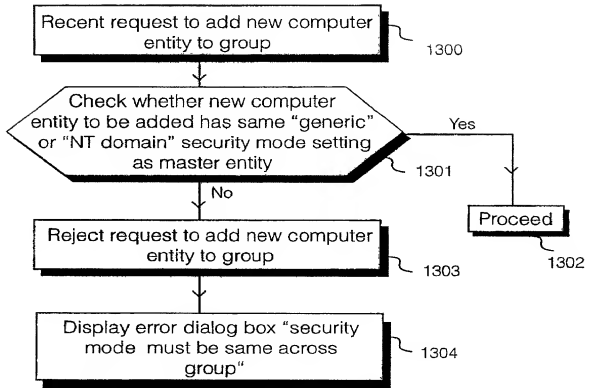 Recent request to add new computer
entity to group
1300
Check whether new computer
entity to be added has same “generic”
or “NT domain” security mode setting
as master entity
Yes
1301
No
Proceed
1302
Reject request to add new computer
entity to group
1303
Display error dialog box “security
mode must be same across
group“
1304